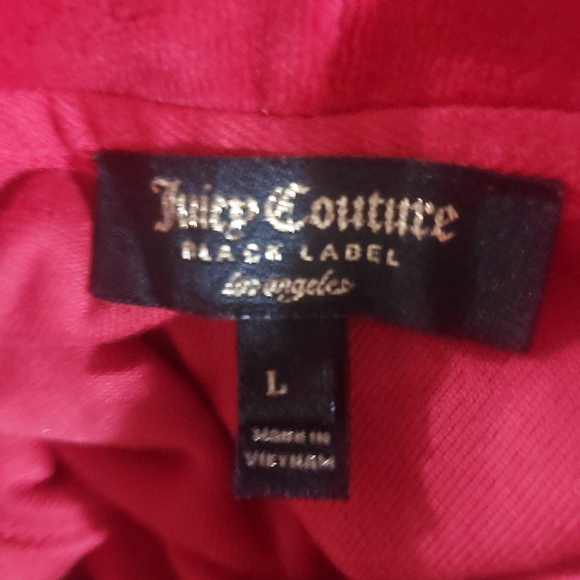 Juicy Couture
BLACK LABEL
Los Angeles
L
MADE IN
VIETNAM